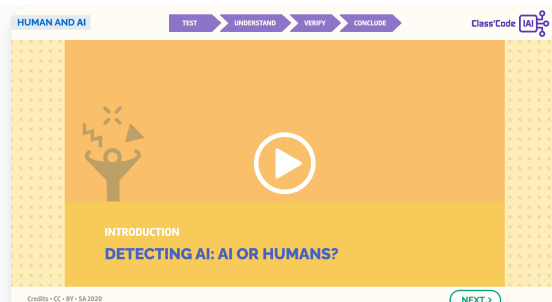 HUMAN AND AI
TEST
UNDERSTAND
VERIFY
CONCLUDE
Class'Code IAI
INTRODUCTION
DETECTING AI: AI OR HUMANS?
Credits • CC • BY • SA 2020
NEXT >